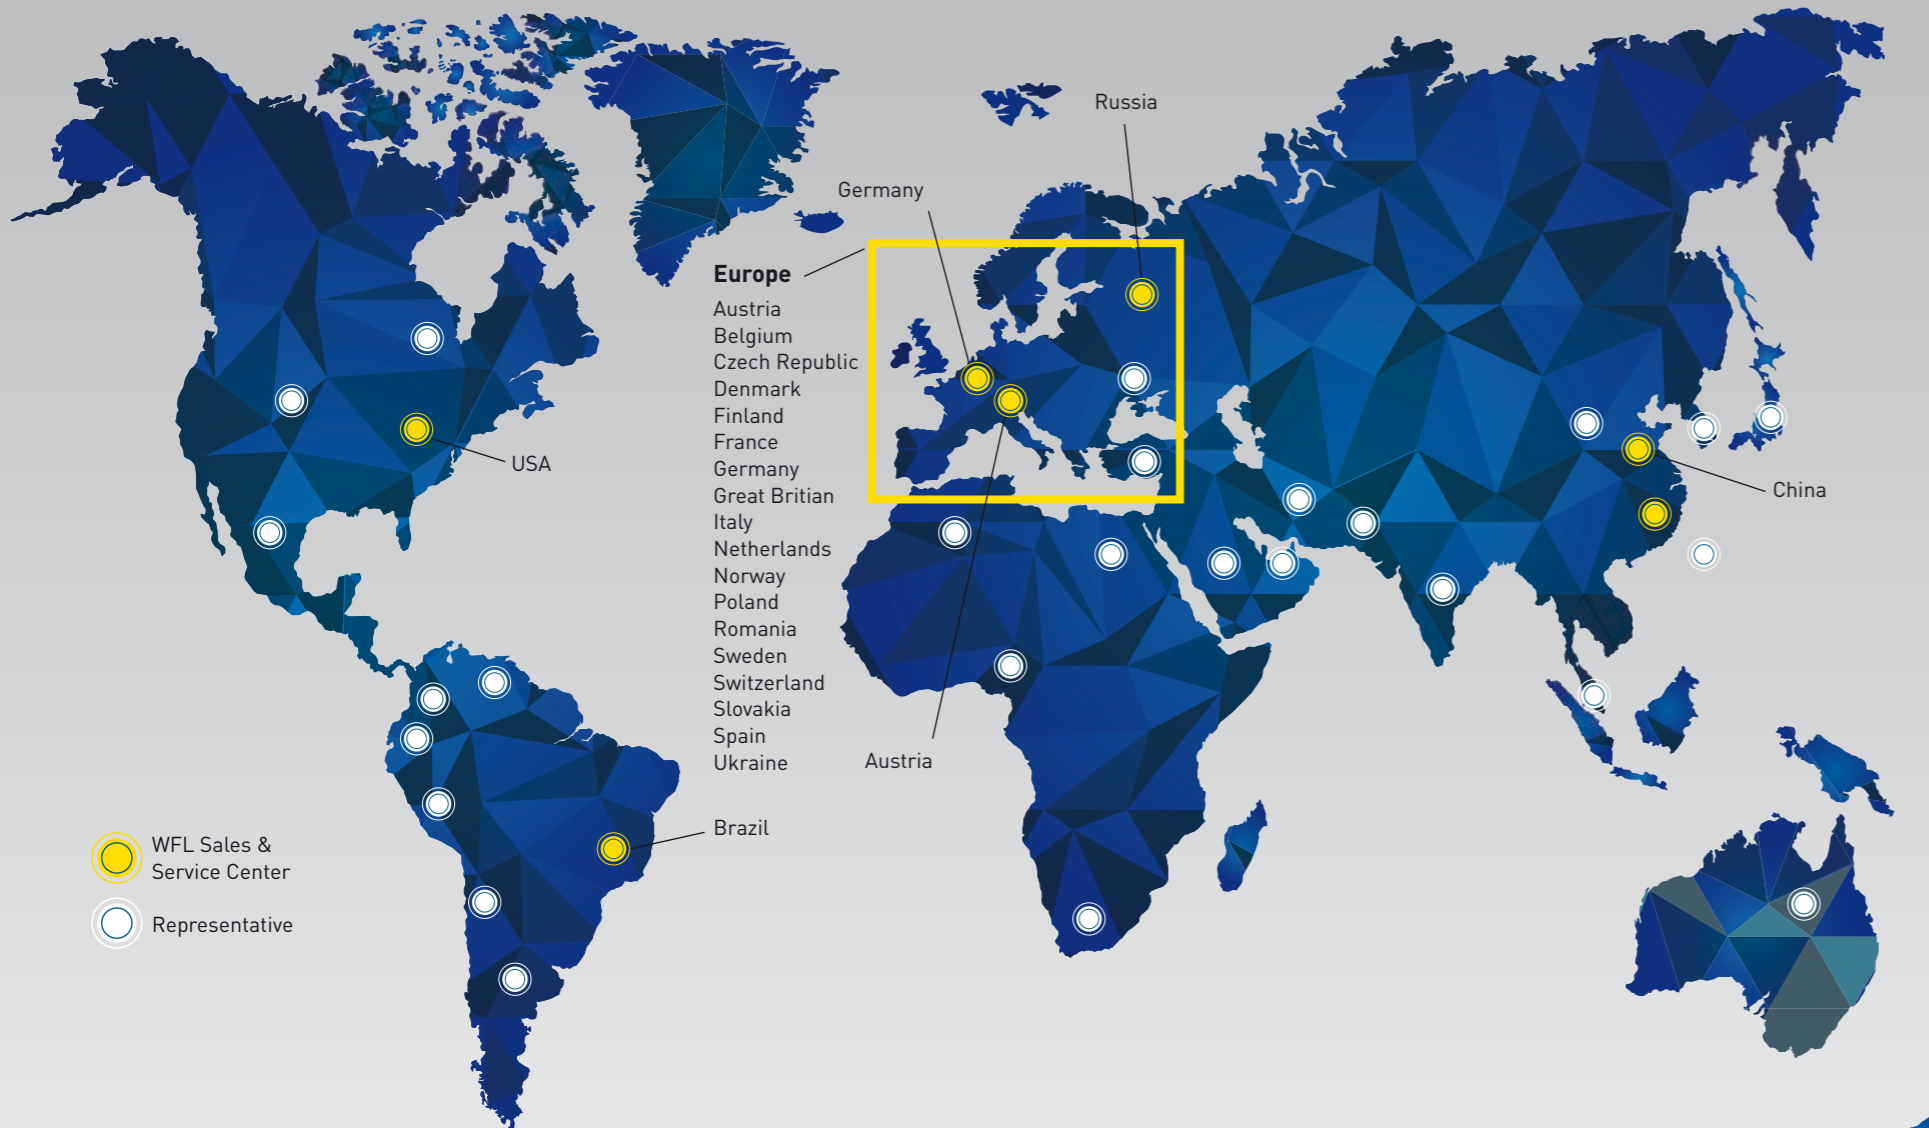 Russia
Germany
Europe
Austria
Belgium
Czech Republic
Denmark
Finland
France
Germany
Great Britian
Italy
Netherlands
Norway
Poland
Romania
Sweden
Switzerland
Slovakia
Spain
Ukraine
USA
China
Austria
Brazil
WFL Sales &
Service Center
Representative